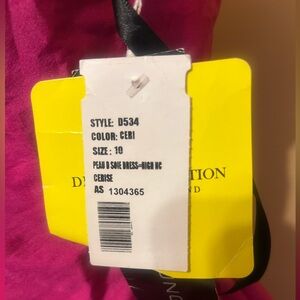 STYLE: D534
COLOR: CERI
SIZE: 10
PEAU D SOIE DRESS-HIGH NC
CERISE
AS 1304365
D
TION
ND